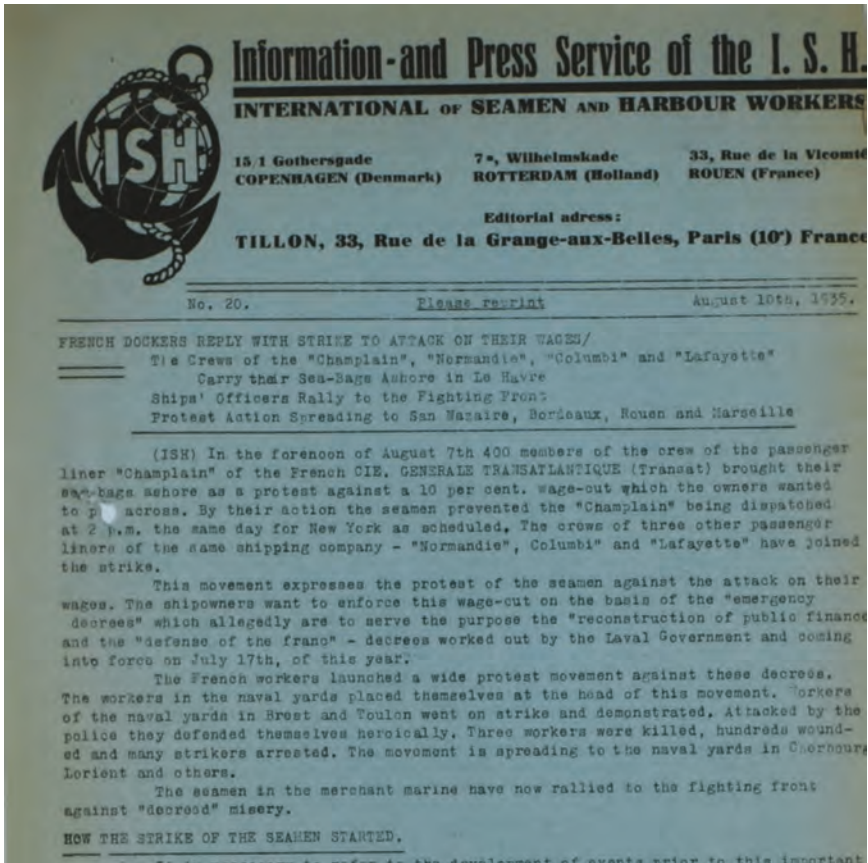 Information-and Press Service of the I. S. H.
INTERNATIONAL OF SEAMEN AND HARBOUR WORKERS
ISH
15/1 Gothersgade
COPENHAGEN (Denmark)
7a, Wilhelmskade
ROTTERDAM (Holland)
33, Rue de la Vicomté
ROUEN (France)
Editorial adress:
TILLON, 33, Rue de la Grange-aux-Belles, Paris (10e) France
No. 20. Please reprint August 10th, 1935.
FRENCH DOCKERS REPLY WITH STRIKE TO ATTACK ON THEIR WAGES/
The Crews of the "Champlain", "Normandie", "Columbi" and "Lafayette"
Carry their Sea-Bags Ashore in Le Havre
Ships' Officers Rally to the Fighting Front
Protest Action Spreading to San Nazaire, Bordeaux, Rouen and Marseille
(ISH) In the forenoon of August 7th 400 members of the crew of the passenger
liner "Champlain" of the French CIE. GENERALE TRANSATLANTIQUE (Transat) brought their
sea-bags ashore as a protest against a 10 per cent. wage-cut which the owners wanted
to across. By their action the seamen prevented the "Champlain" being dispatched
at 2 p.m. the same day for New York as scheduled. The crews of three other passenger
liners of the same shipping company - "Normandie", Columbi" and "Lafayette" have joined
the strike.
This movement expresses the protest of the seamen against the attack on their
wages. The shipowners want to enforce this wage-cut on the basis of the "emergency
decrees" which allegedly are to serve the purpose the "reconstruction of public finance
and the "defense of the franc" - decrees worked out by the Laval Government and coming
into force on July 17th, of this year.
The French workers launched a wide protest movement against these decrees.
The workers in the naval yards placed themselves at the head of this movement. Workers
of the naval yards in Brest and Toulon went on strike and demonstrated. Attacked by the
police they defended themselves heroically. Three workers were killed, hundreds wound-
ed and many strikers arrested. The movement is spreading to the naval yards in Cherbourg
Lorient and others.
The seamen in the merchant marine have now rallied to the fighting front
against "decreed" misery.
HOW THE STRIKE OF THE SEAMEN STARTED.
refer to the development of events prior to this important